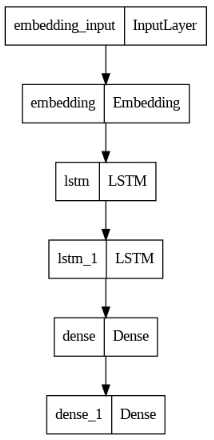 embedding_input InputLayer
embedding Embedding
lstm LSTM
lstm_1 LSTM
dense Dense
dense_1 Dense